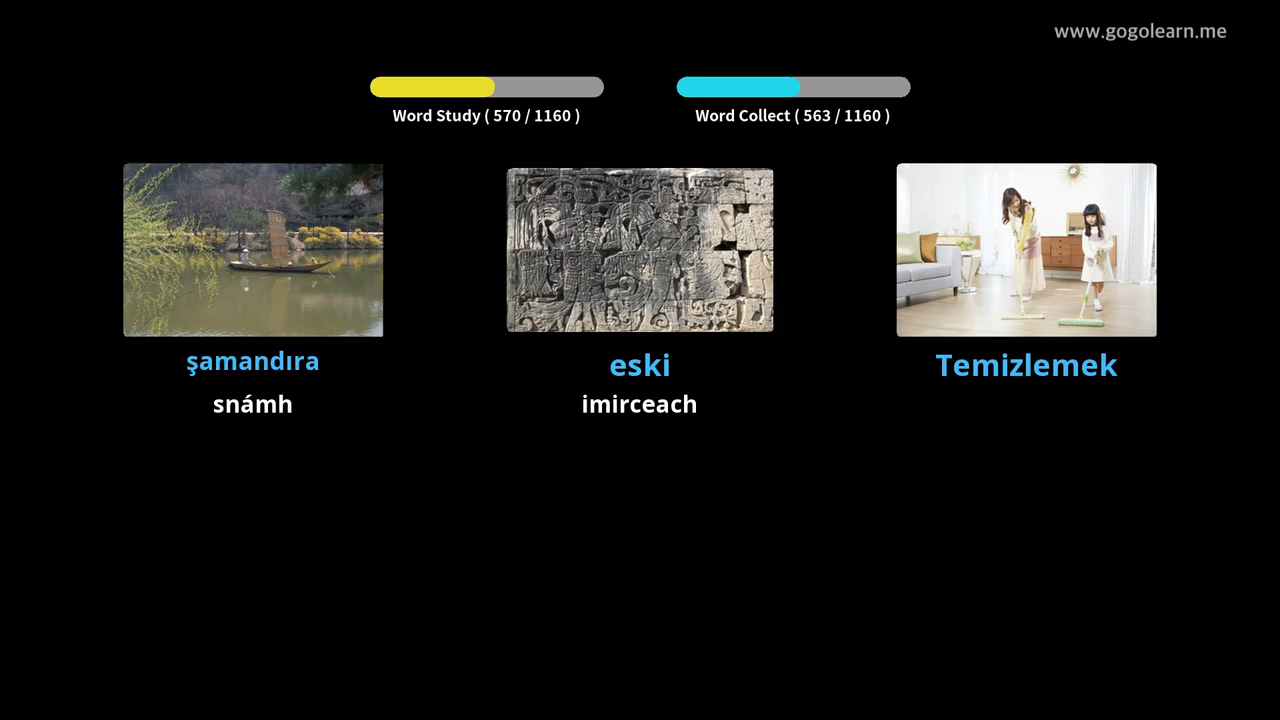 www.gogolearn.me
Word Study ( 570 / 1160 )
Word Collect ( 563 / 1160 )
şamandıra
snámh
eski
imirceach
Temizlemek